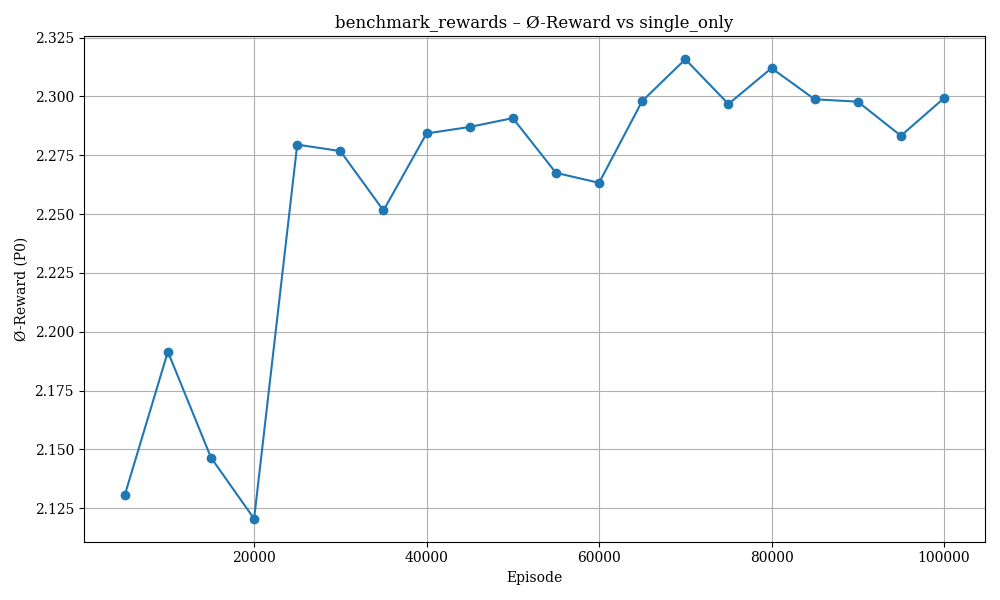 benchmark_rewards – Ø-Reward vs single_only
2.325
2.300
2.275
2.250
2.225
2.200
2.175
2.150
2.125
Ø-Reward (P0)
20000 40000 60000 80000 100000
Episode